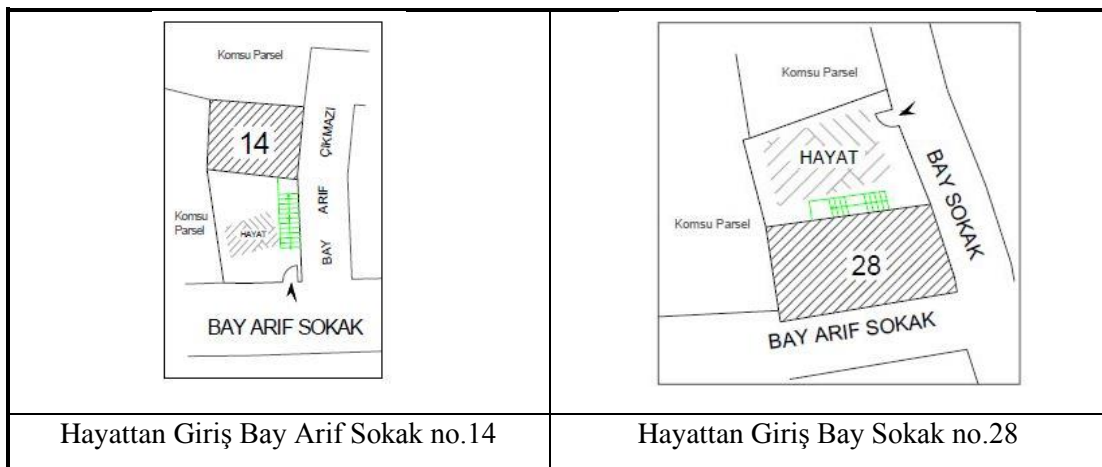 Komsu Parsel
14
ÇIKMAZI
ARIF
BAY
Komsu
Parsel
HAYAT
BAY ARIF SOKAK
Komsu Parsel
HAYAT
BAY SOKAK
Komsu Parsel
28
BAY ARIF SOKAK
Hayattan Giriş Bay Arif Sokak no.14
Hayattan Giriş Bay Sokak no.28